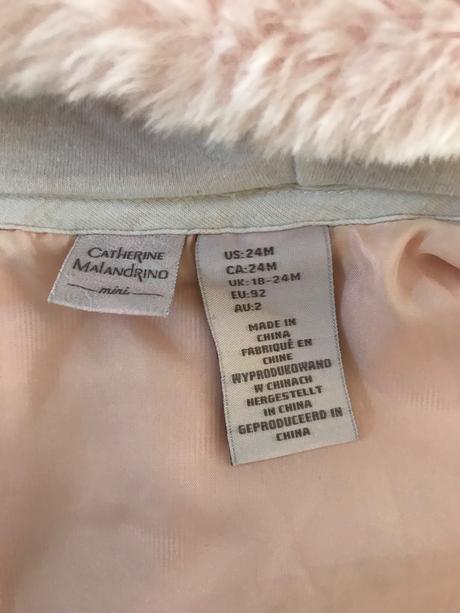 CATHERINE
MALANDRINO
mini
US: 24M
CA: 24M
UK: 18-24M
EU: 92
AU: 2
MADE IN
CHINA
FABRIQUÉ EN
CHINE
WYPRODUKOWANO
W CHINACH
HERGESTELLT
IN CHINA
GEPRODUCEERD IN
CHINA